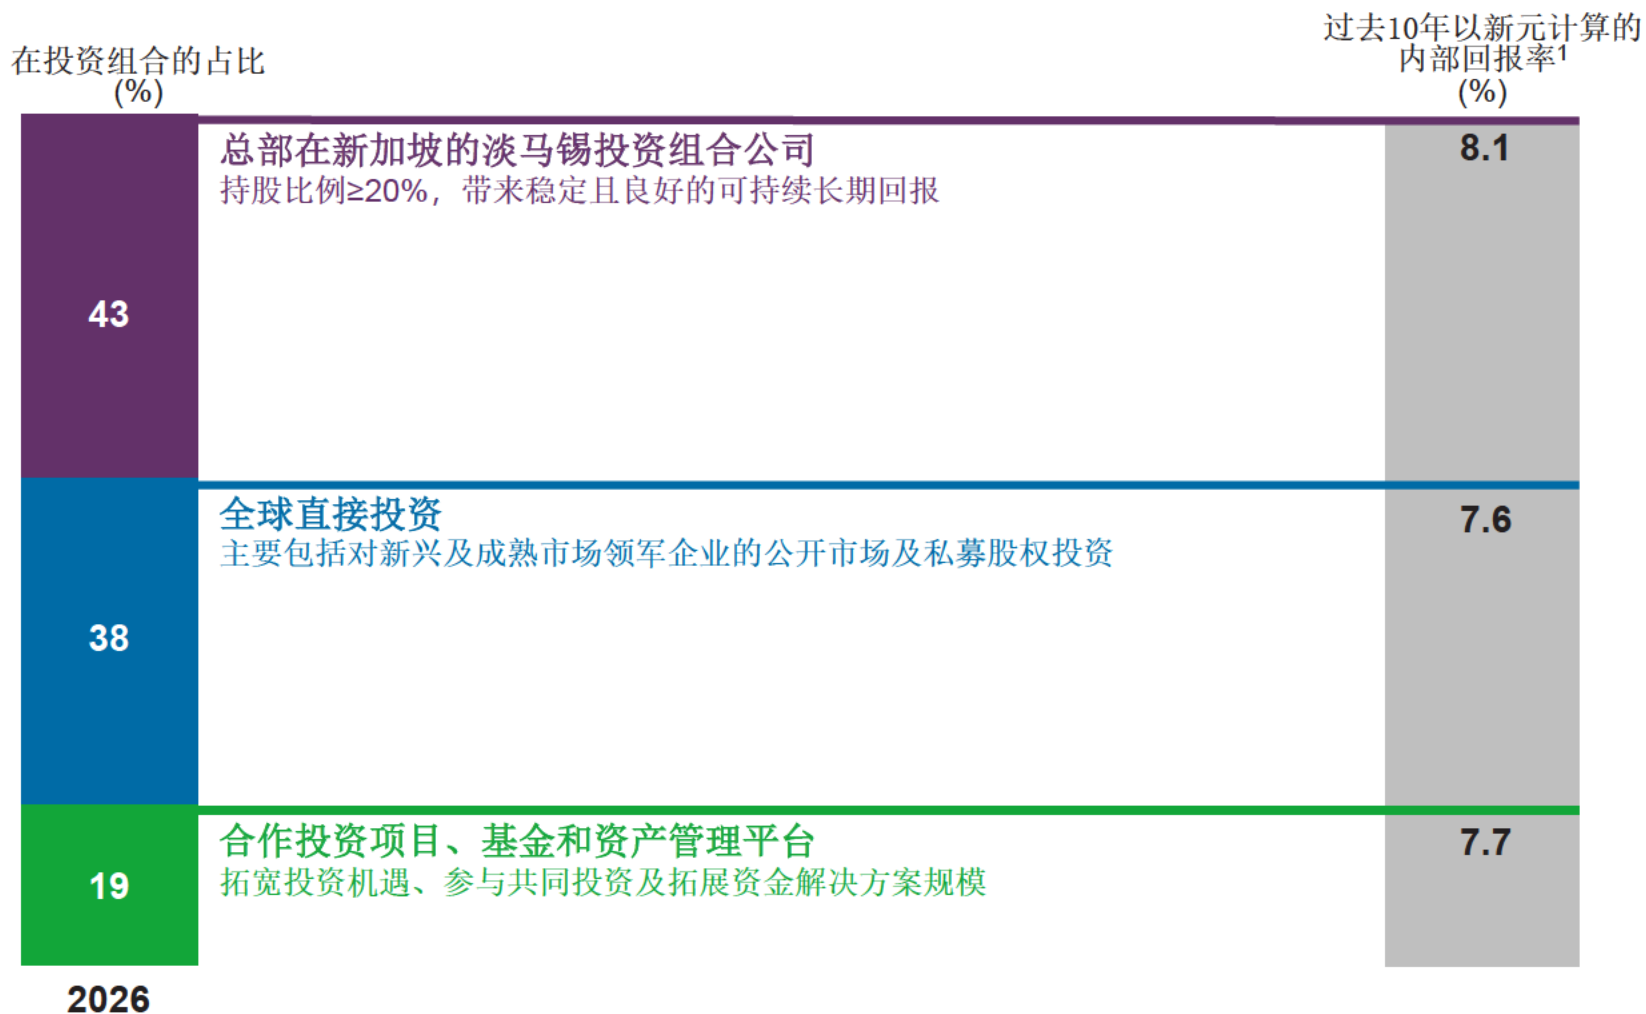 在投资组合的占比
(%)
过去10年以新元计算的
内部回报率1
(%)
总部在新加坡的淡马锡投资组合公司
持股比例≥20%，带来稳定且良好的可持续长期回报
43
8.1
全球直接投资
主要包括对新兴及成熟市场领军企业的公开市场及私募股权投资
38
7.6
合作投资项目、基金和资产管理平台
拓宽投资机遇、参与共同投资及拓展资金解决方案规模
19
7.7
2026